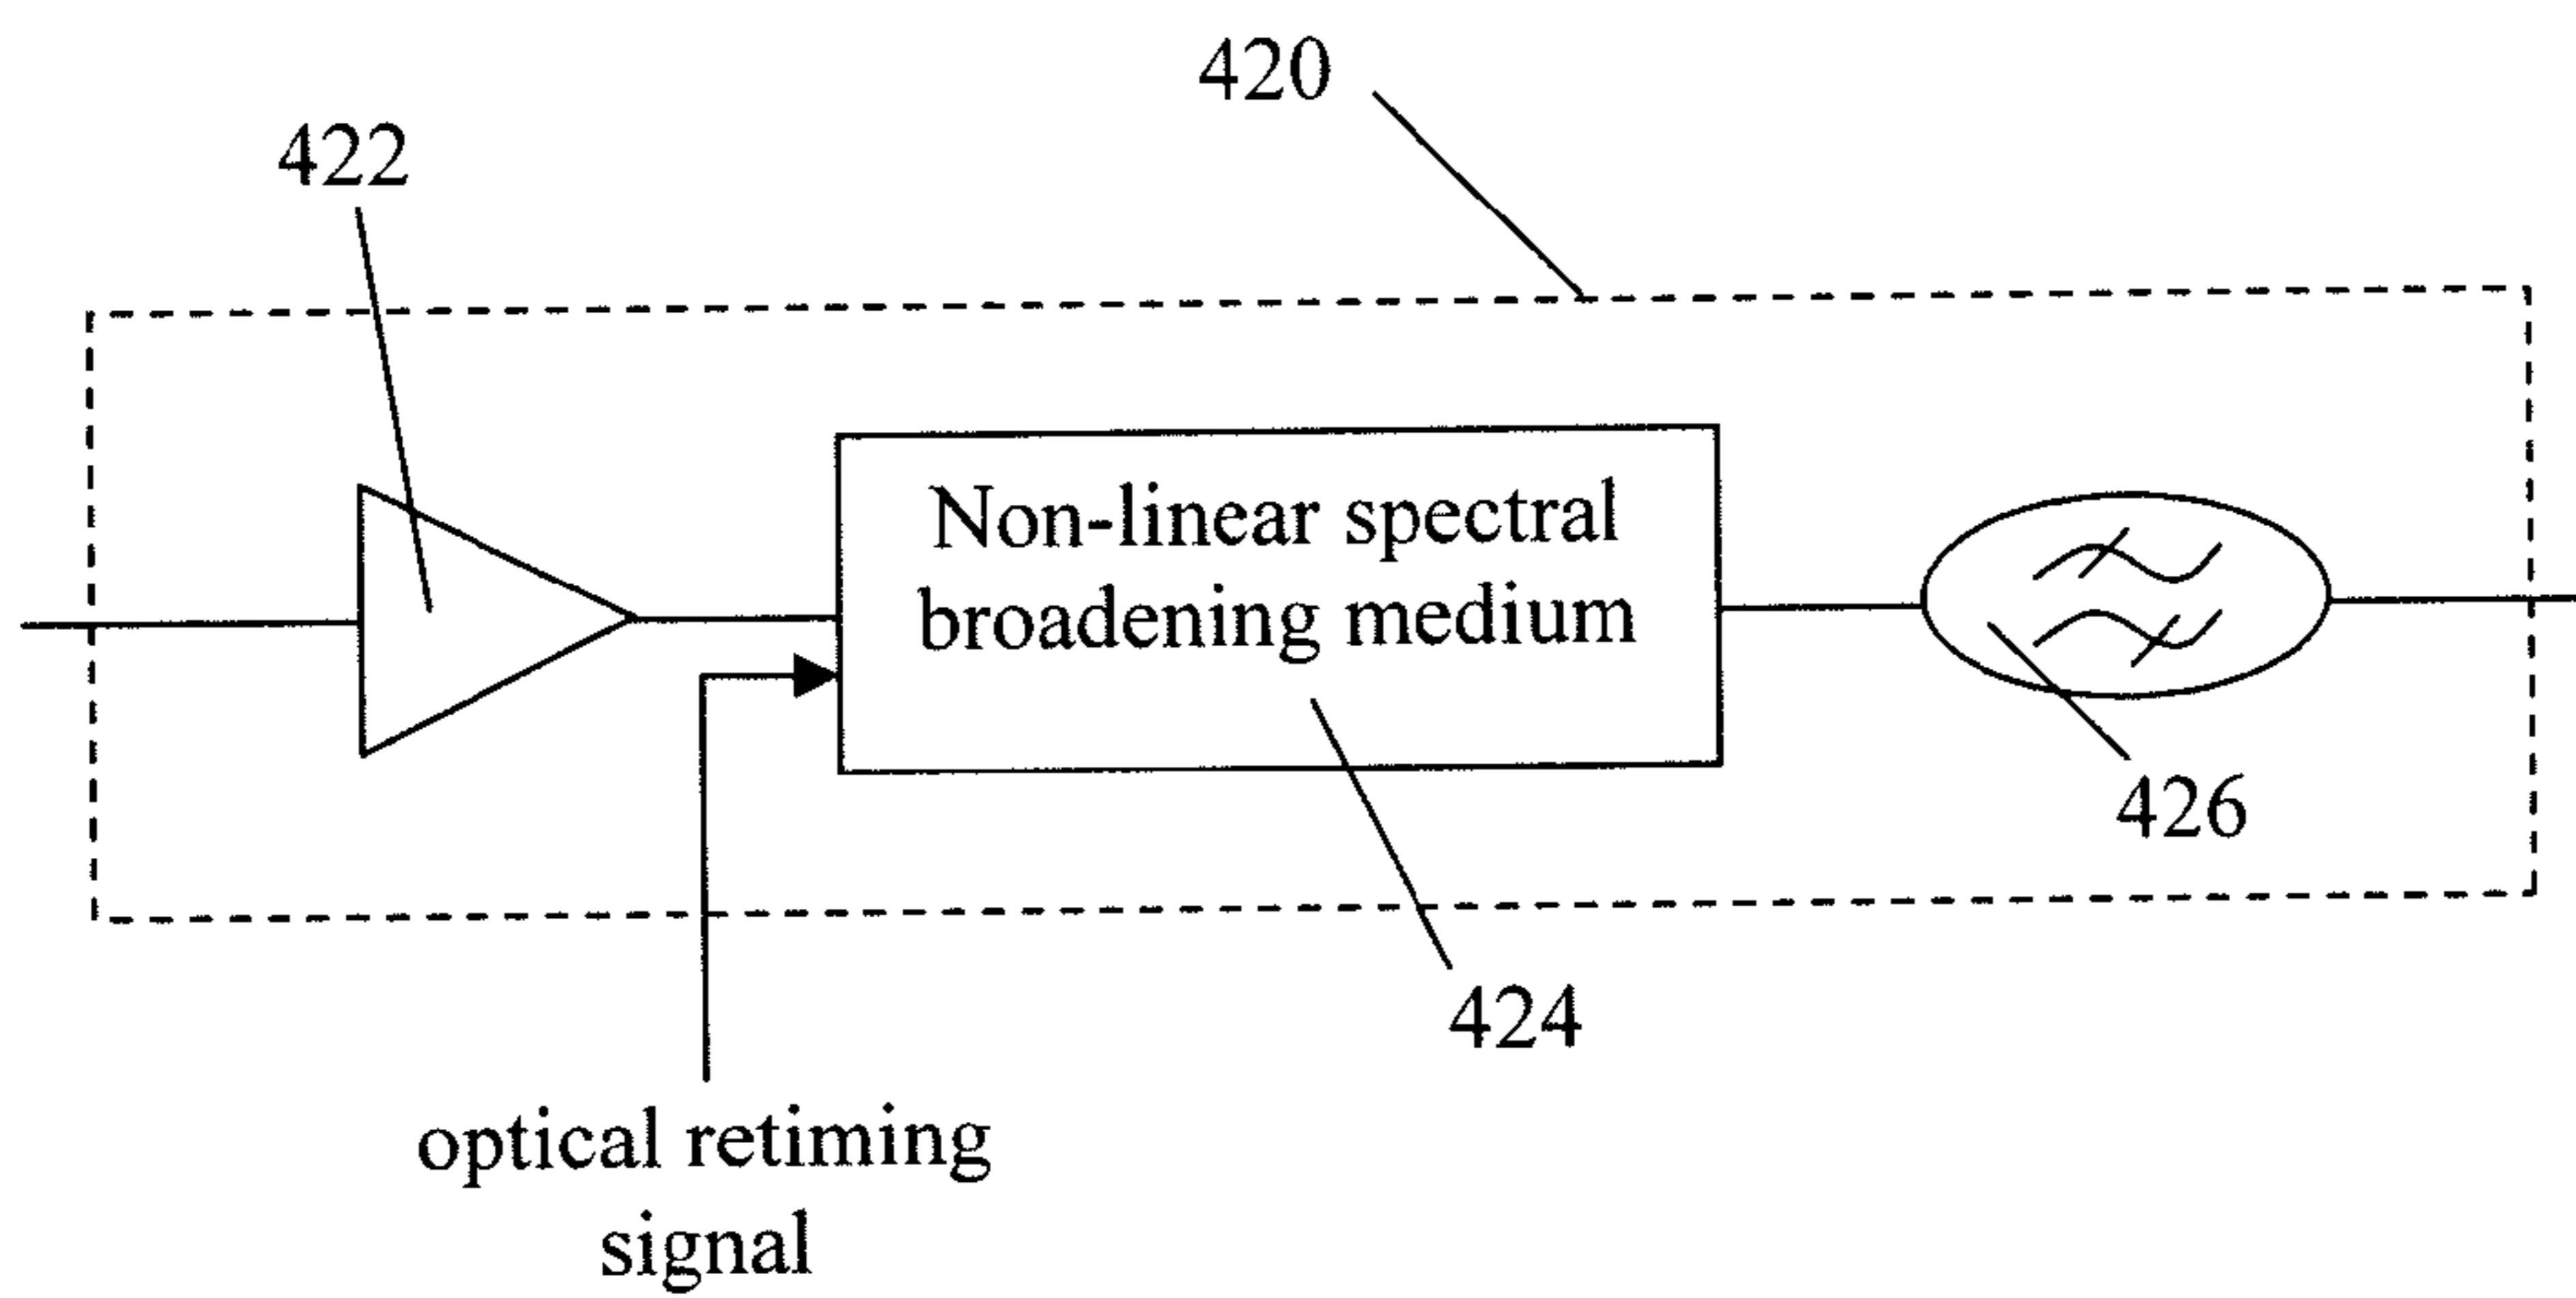 420
422
Non-linear spectral
broadening medium
426
424
optical retiming
signal